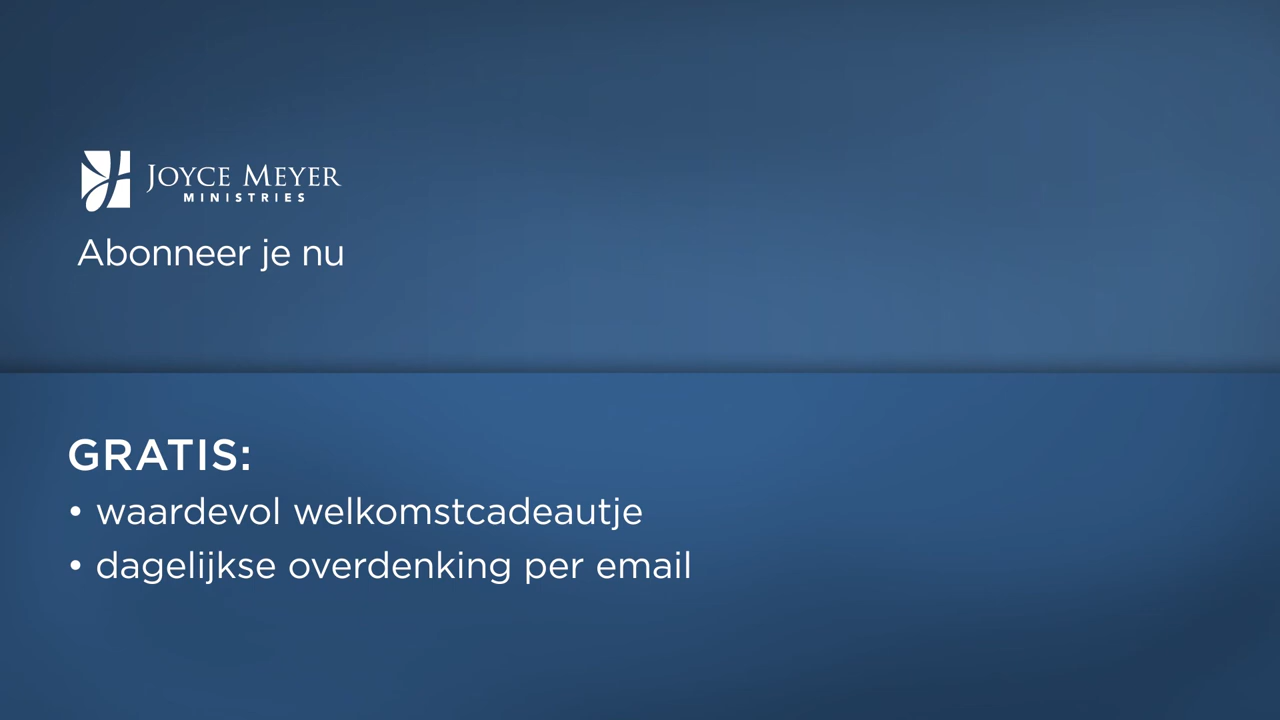 JOYCE MEYER
MINISTRIES
Abonneer je nu
GRATIS:
• waardevol welkomstcadeautje
• dagelijkse overdenking per email